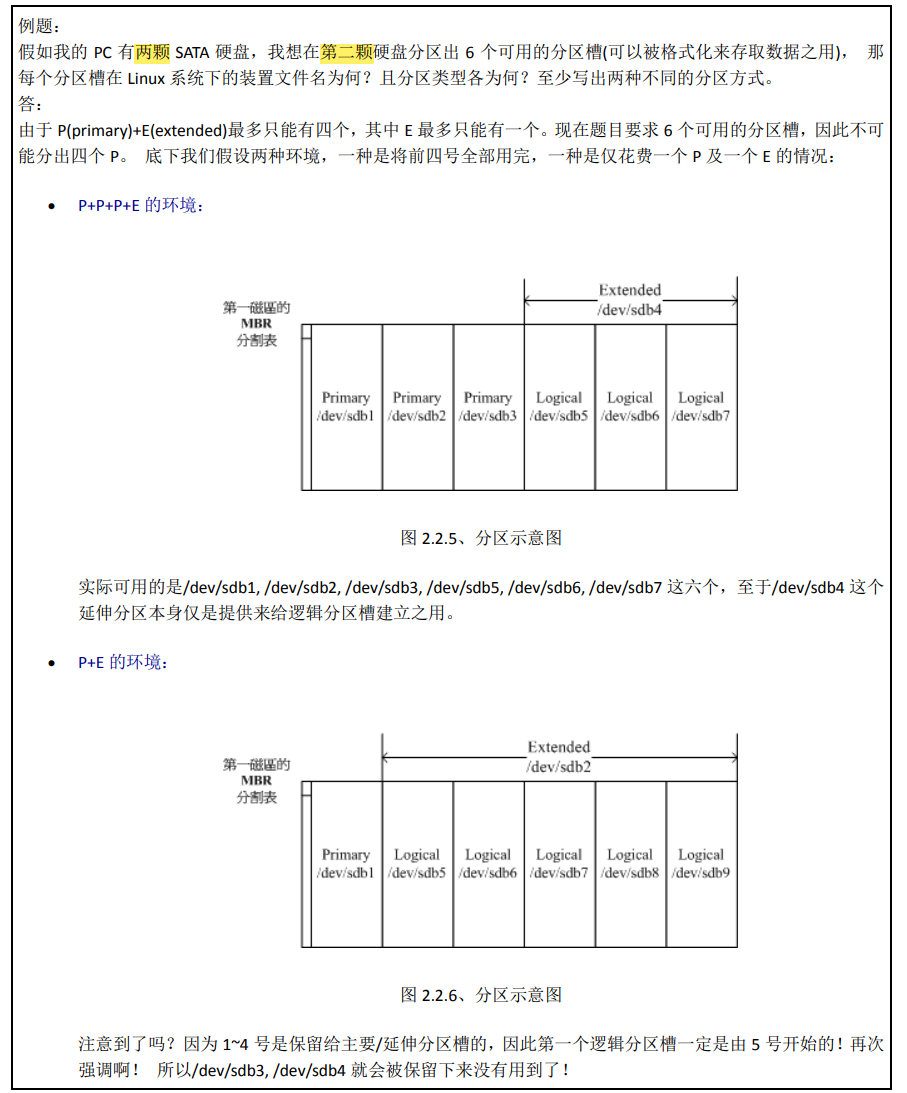 例题：
假如我的 PC 有两颗 SATA 硬盘，我想在第二颗硬盘分区出 6 个可用的分区槽(可以被格式化来存取数据之用)， 那
每个分区槽在 Linux 系统下的装置文件名为何？且分区类型各为何？至少写出两种不同的分区方式。
答：
由于 P(primary)+E(extended)最多只能有四个，其中 E 最多只能有一个。现在题目要求 6 个可用的分区槽，因此不可
能分出四个 P。 底下我们假设两种环境，一种是将前四号全部用完，一种是仅花费一个 P 及一个 E 的情况：
• P+P+P+E 的环境：
Extended
/dev/sdb4
第一磁區的
MBR
分割表
Primary Primary Primary Logical Logical Logical
/dev/sdb1 /dev/sdb2 /dev/sdb3 /dev/sdb5 /dev/sdb6 /dev/sdb7
图 2.2.5、分区示意图
实际可用的是/dev/sdb1, /dev/sdb2, /dev/sdb3, /dev/sdb5, /dev/sdb6, /dev/sdb7 这六个，至于/dev/sdb4 这个
延伸分区本身仅是提供来给逻辑分区槽建立之用。
• P+E 的环境：
Extended
/dev/sdb2
第一磁區的
MBR
分割表
Primary Logical Logical Logical Logical Logical
/dev/sdb1 /dev/sdb5 /dev/sdb6 /dev/sdb7 /dev/sdb8 /dev/sdb9
图 2.2.6、分区示意图
注意到了吗？因为 1~4 号是保留给主要/延伸分区槽的，因此第一个逻辑分区槽一定是由 5 号开始的！再次
强调啊！ 所以/dev/sdb3, /dev/sdb4 就会被保留下来没有用到了！